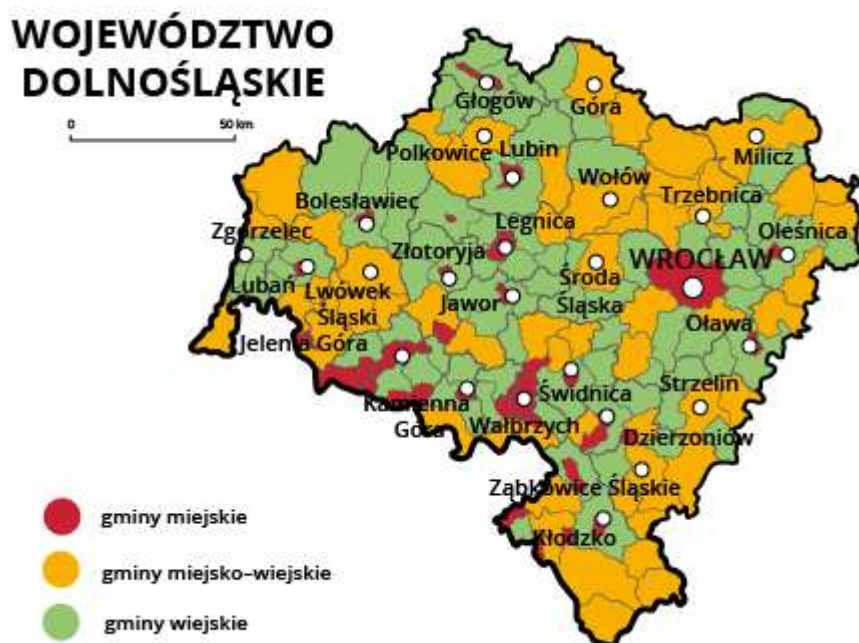 WOJEWÓDZTWO
DOLNOŚLĄSKIE
0 50 km
Głogów
Góra
Polkowice
Lubin
Milicz
Wołów
Trzebnica
Bolesławiec
Legnica
Zgorzelec
Oleśnica
Złotoryja
WROCŁAW
Lubań
Środa
Śląska
Lwówek
Śląski
Jawor
Oława
Jelenia Góra
Strzelin
Kamienna
Góra
Świdnica
Wałbrzych
Dzierzoniów
Ząbkowice Śląskie
Kłodzko
gminy miejskie
gminy miejsko-wiejskie
gminy wiejskie